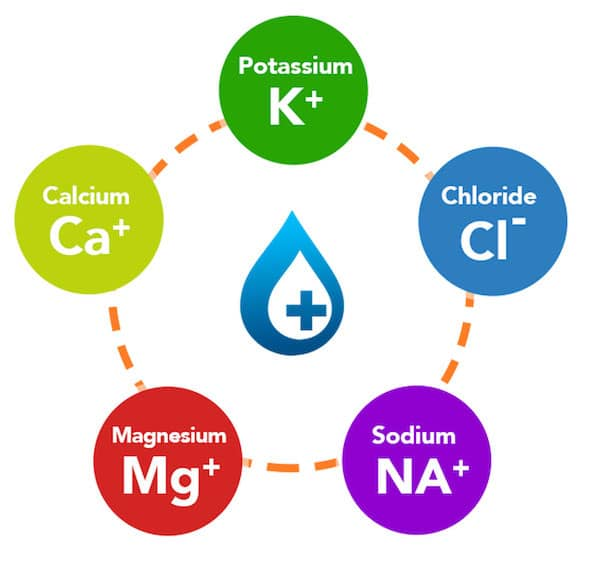 Potassium
K⁺
Chloride
Cl⁻
Sodium
NA⁺
Magnesium
Mg⁺
Calcium
Ca⁺